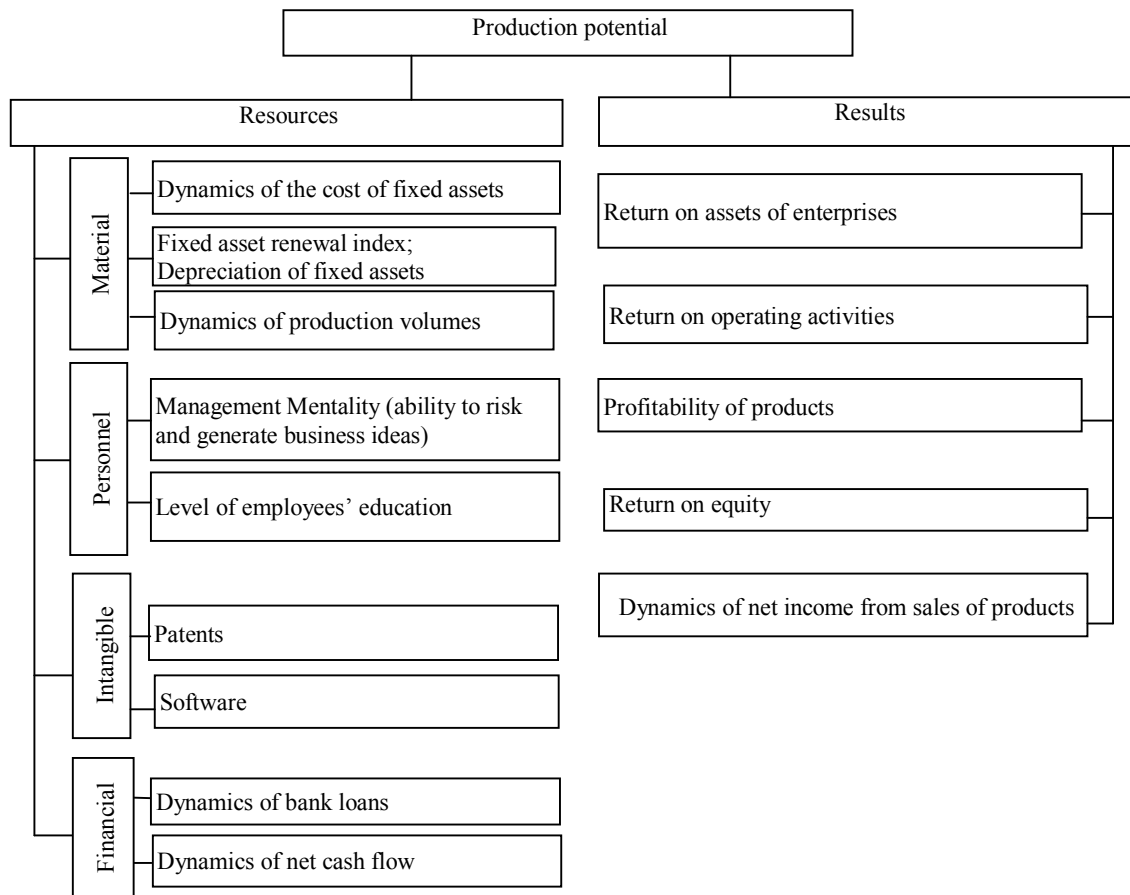 Production potential
Resources
Material
Dynamics of the cost of fixed assets
Fixed asset renewal index;
Depreciation of fixed assets
Dynamics of production volumes
Personnel
Management Mentality (ability to risk
and generate business ideas)
Level of employees’ education
Intangible
Patents
Software
Financial
Dynamics of bank loans
Dynamics of net cash flow
Results
Return on assets of enterprises
Return on operating activities
Profitability of products
Return on equity
Dynamics of net income from sales of products